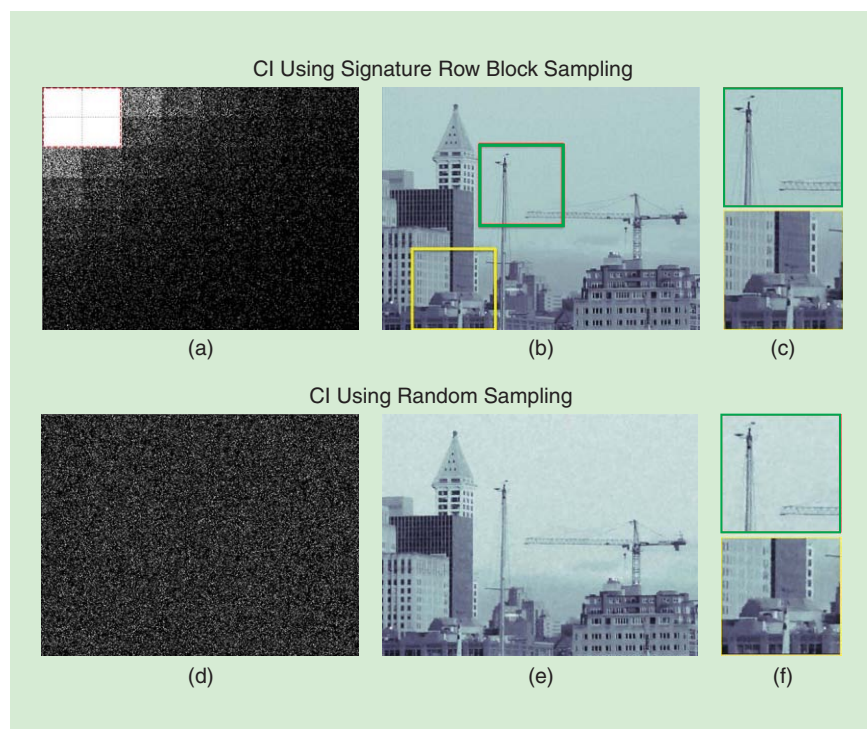 CI Using Signature Row Block Sampling
(a)
(b)
(c)
CI Using Random Sampling
(d)
(e)
(f)